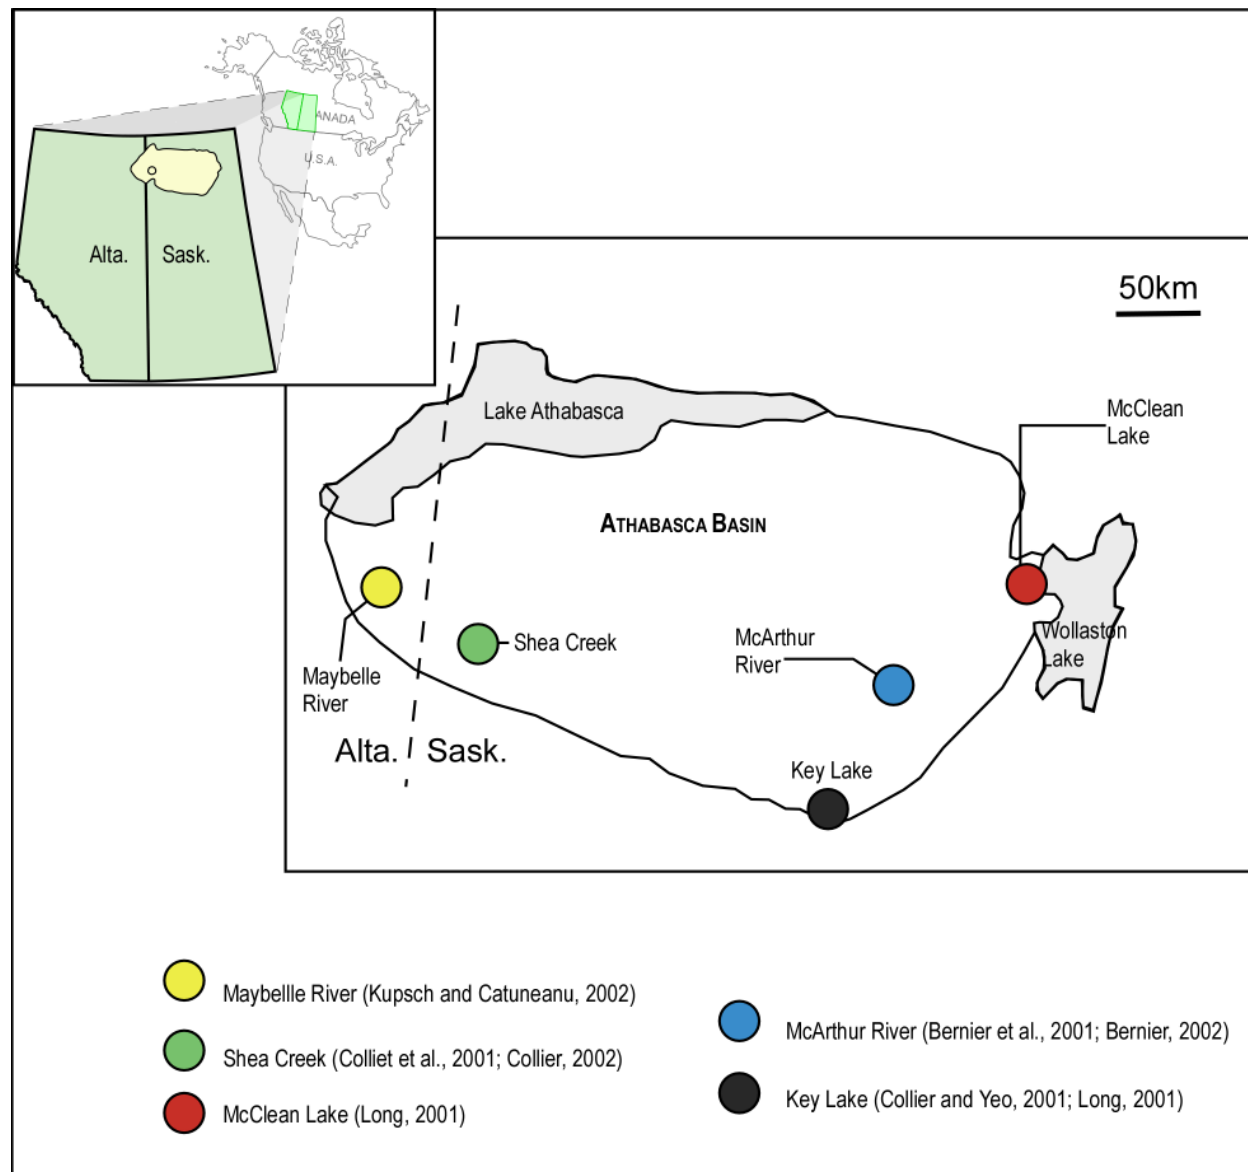 ANADA
U.S.A.
Alta.
Sask.
50km
Lake Athabasca
McClean
Lake
ATHABASCA BASIN
Shea Creek
McArthur
River
Wollaston
Lake
Maybelle
River
Alta.
Sask.
Key Lake
Maybellle River (Kupsch and Catuneanu, 2002)
Shea Creek (Colliet et al., 2001; Collier, 2002)
McClean Lake (Long, 2001)
McArthur River (Bernier et al., 2001; Bernier, 2002)
Key Lake (Collier and Yeo, 2001; Long, 2001)